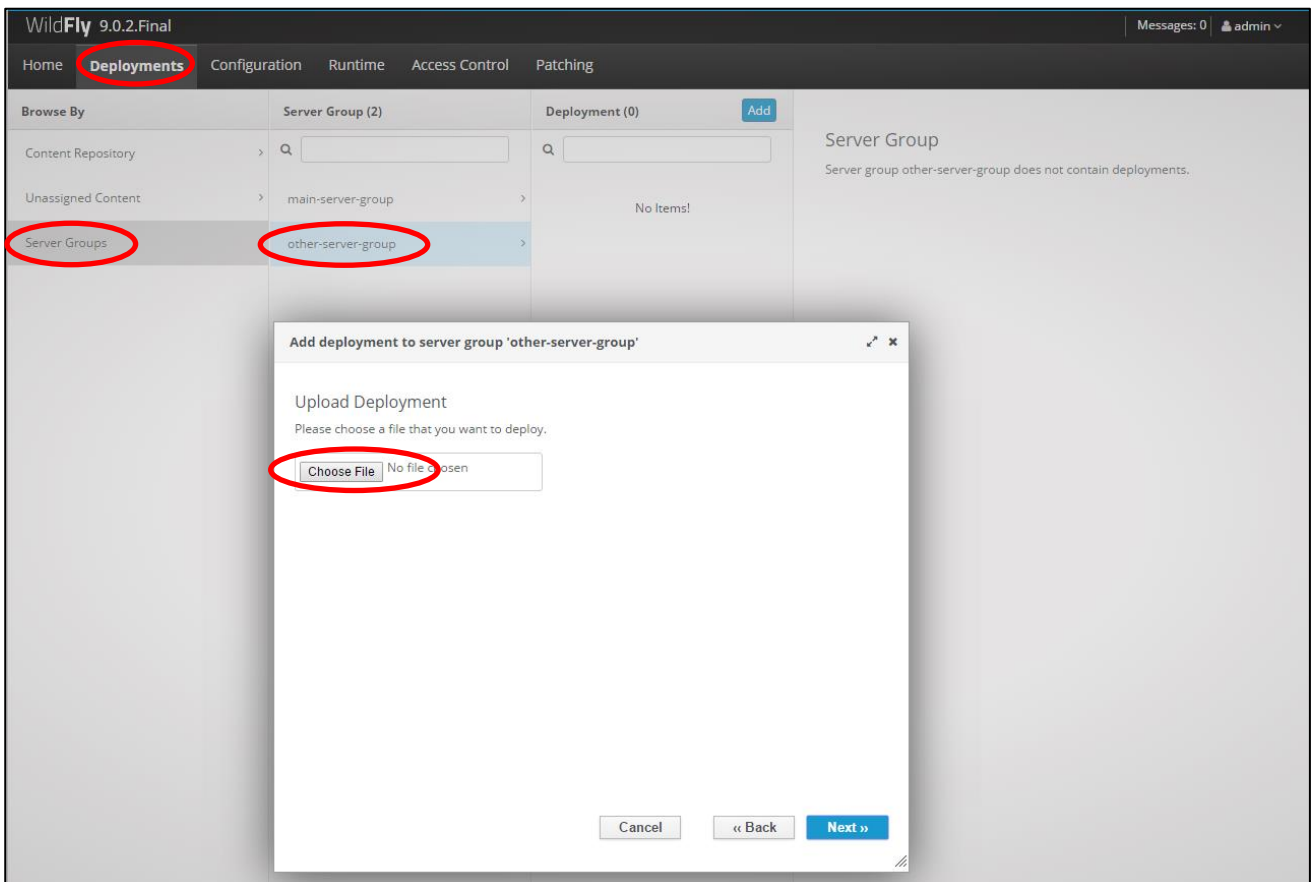 WildFly 9.0.2.Final
Messages: 0 admin
Home Deployments Configuration Runtime Access Control Patching
Browse By
Content Repository
Unassigned Content
Server Groups
Server Group (2)
main-server-group
other-server-group
Deployment (0) Add
No Items!
Server Group
Server group other-server-group does not contain deployments.
Add deployment to server group 'other-server-group'
Upload Deployment
Please choose a file that you want to deploy.
Choose File No file chosen
Cancel ‹‹ Back Next ››